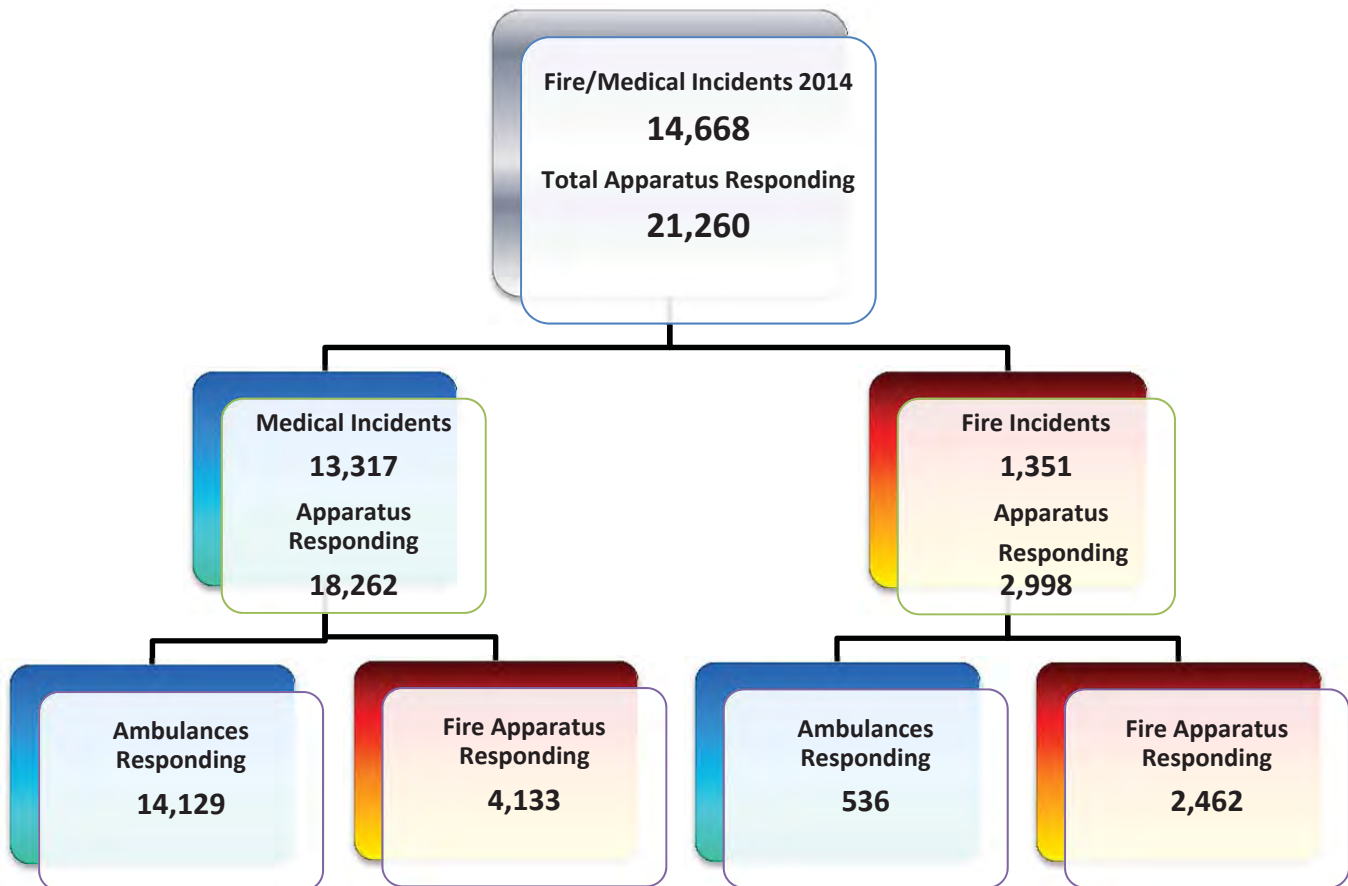 Fire/Medical Incidents 2014
14,668
Total Apparatus Responding
21,260
Medical Incidents
13,317
Apparatus
Responding
18,262
Fire Incidents
1,351
Apparatus
Responding
2,998
Ambulances
Responding
14,129
Fire Apparatus
Responding
4,133
Ambulances
Responding
536
Fire Apparatus
Responding
2,462